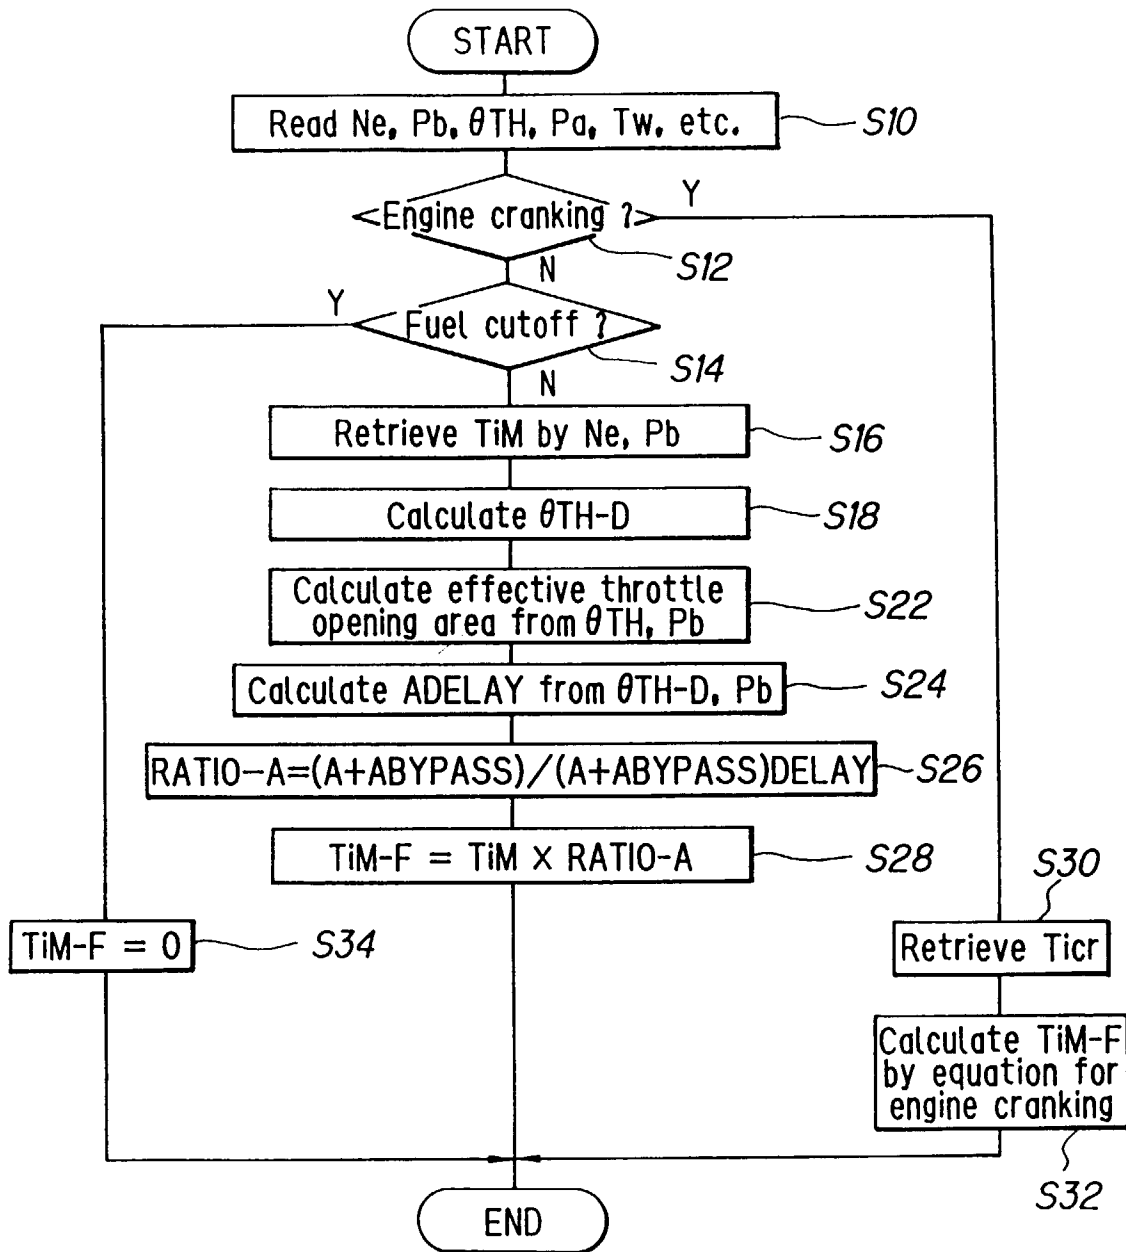 START
Read Ne, Pb, θTH, Pa, Tw, etc.
S10
Engine cranking ?
Y
S12
N
Y
Fuel cutoff ?
S14
N
Retrieve TiM by Ne, Pb
S16
Calculate θTH-D
S18
Calculate effective throttle
opening area from θTH, Pb
S22
Calculate ADELAY from θTH-D, Pb
S24
RATIO-A=(A+ABYPASS)/(A+ABYPASS)DELAY
S26
TiM-F = TiM X RATIO-A
S28
S30
TiM-F = 0
S34
Retrieve Ticr
Calculate TiM-F
by equation for
engine cranking
S32
END